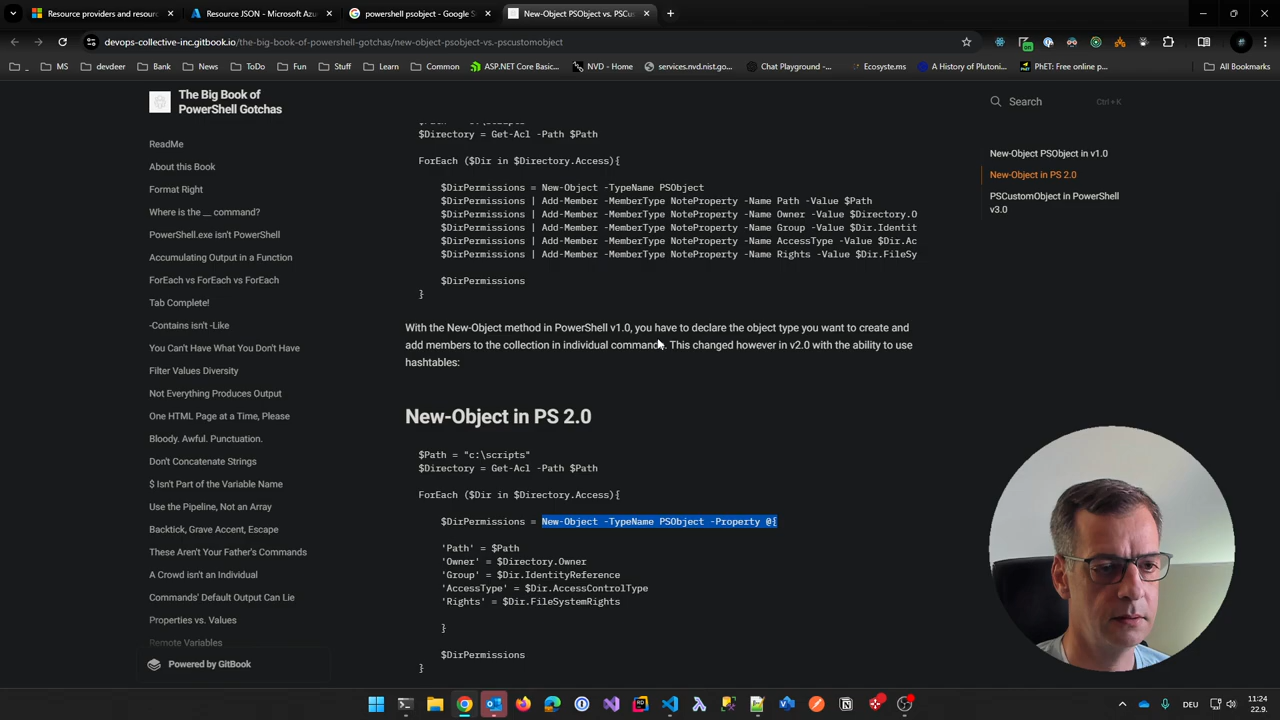 Resource providers and resour
Resource JSON - Microsoft Azu
powershell psobject - Google S
New-Object PSObject vs. PSCus
devops-collective-inc.gitbook.io/the-big-book-of-powershell-gotchas/new-object-psobject-vs.-pscustomobject
MS
devdeer
Bank
News
ToDo
Fun
Stuff
Learn
Common
ASP.NET Core Basic...
NVD - Home
services.nvd.nist.go...
Chat Playground -...
Ecosyste.ms
A History of Plutoni...
PhET: Free online p...
All Bookmarks
The Big Book of
PowerShell Gotchas
Search
Ctrl + K
ReadMe
About this Book
Format Right
Where is the __ command?
PowerShell.exe isn't PowerShell
Accumulating Output in a Function
ForEach vs ForEach vs ForEach
Tab Complete!
-Contains isn't -Like
You Can't Have What You Don't Have
Filter Values Diversity
Not Everything Produces Output
One HTML Page at a Time, Please
Bloody. Awful. Punctuation.
Don't Concatenate Strings
$ Isn't Part of the Variable Name
Use the Pipeline, Not an Array
Backtick, Grave Accent, Escape
These Aren't Your Father's Commands
A Crowd isn't an Individual
Commands' Default Output Can Lie
Properties vs. Values
Remote Variables
Powered by GitBook
$Directory = Get-Acl -Path $Path
ForEach ($Dir in $Directory.Access){
$DirPermissions = New-Object -TypeName PSObject
$DirPermissions | Add-Member -MemberType NoteProperty -Name Path -Value $Path
$DirPermissions | Add-Member -MemberType NoteProperty -Name Owner -Value $Directory.O
$DirPermissions | Add-Member -MemberType NoteProperty -Name Group -Value $Dir.Identit
$DirPermissions | Add-Member -MemberType NoteProperty -Name AccessType -Value $Dir.Ac
$DirPermissions | Add-Member -MemberType NoteProperty -Name Rights -Value $Dir.FileSy
$DirPermissions
}
With the New-Object method in PowerShell v1.0, you have to declare the object type you want to create and
add members to the collection in individual commands. This changed however in v2.0 with the ability to use
hashtables:
New-Object in PS 2.0
$Path = "c:\scripts"
$Directory = Get-Acl -Path $Path
ForEach ($Dir in $Directory.Access){
$DirPermissions = New-Object -TypeName PSObject -Property @{
'Path' = $Path
'Owner' = $Directory.Owner
'Group' = $Dir.IdentityReference
'AccessType' = $Dir.AccessControlType
'Rights' = $Dir.FileSystemRights
}
$DirPermissions
}
New-Object PSObject in v1.0
New-Object in PS 2.0
PSCustomObject in PowerShell
v3.0
DEU
11:24
22.9.